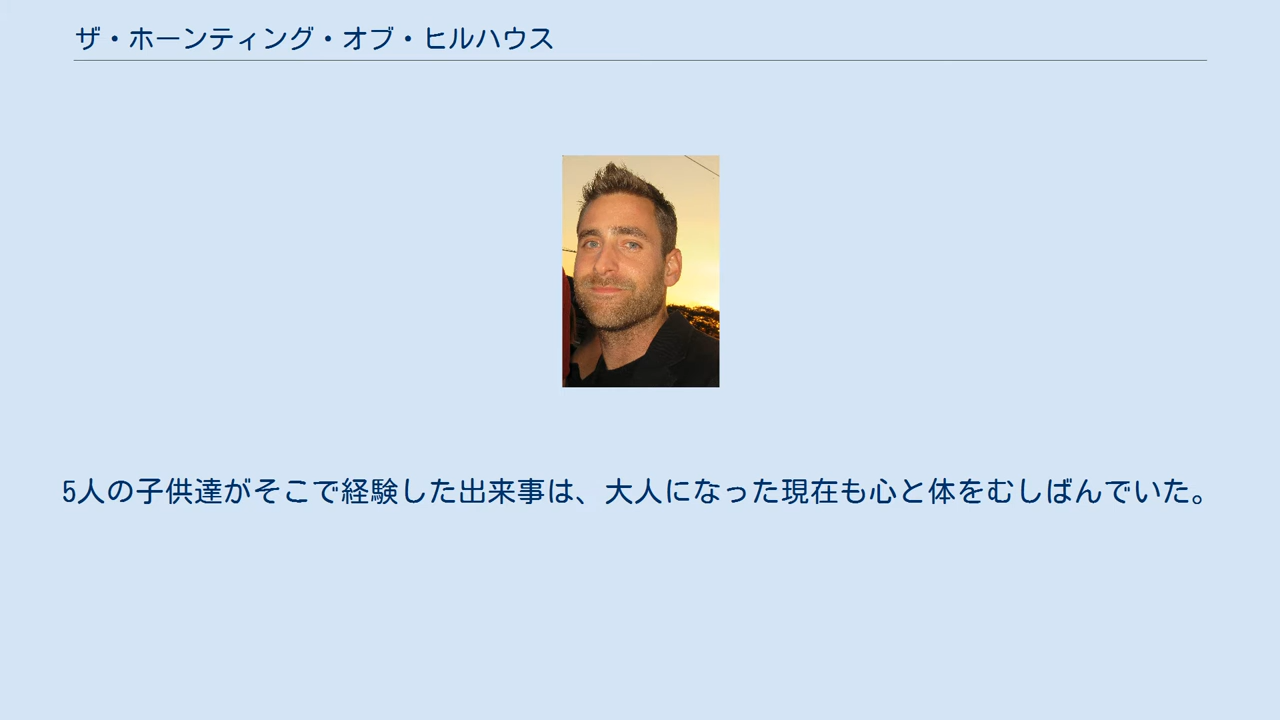 ザ・ホーンティング・オブ・ヒルハウス
5人の子供達がそこで経験した出来事は、大人になった現在も心と体をむしばんでいた。